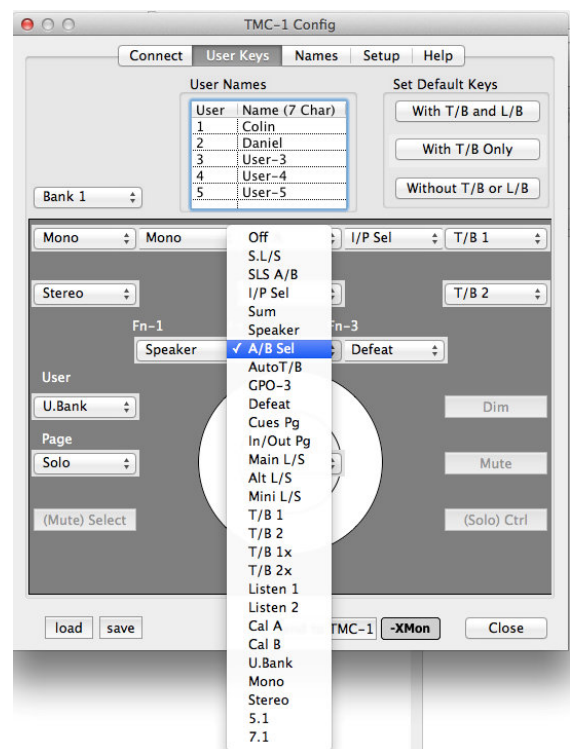 TMC-1 Config
Connect User Keys Names Setup Help
User Names
Set Default Keys
User Name (7 Char)
1 Colin
2 Daniel
3 User-3
4 User-4
5 User-5
With T/B and L/B
With T/B Only
Without T/B or L/B
Bank 1
Mono Mono I/P Sel T/B 1
Stereo T/B 2
Fn-1 Fn-3
Speaker Defeat
User
U.Bank Dim
Page
Solo Mute
(Mute) Select (Solo) Ctrl
Off
S.L/S
SLS A/B
I/P Sel
Sum
Speaker
✓ A/B Sel
AutoT/B
GPO-3
Defeat
Cues Pg
In/Out Pg
Main L/S
Alt L/S
Mini L/S
T/B 1
T/B 2
T/B 1x
T/B 2x
Listen 1
Listen 2
Cal A
Cal B
U.Bank
Mono
Stereo
5.1
7.1
load save TMC-1 -XMon Close